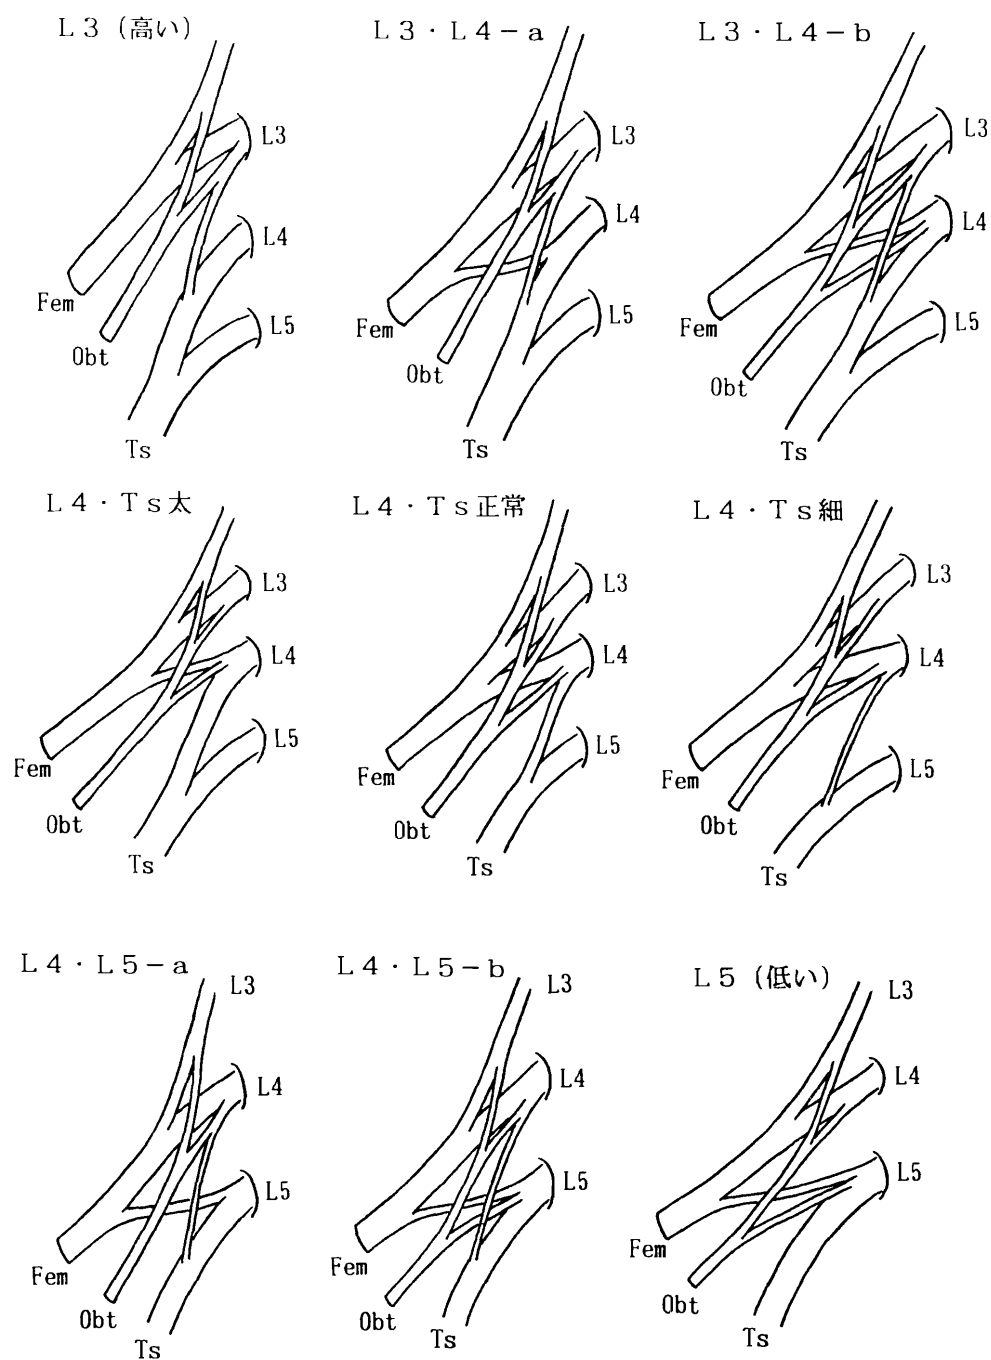 L3 (高い)
L3
L4
L5
Fem
Obt
Ts
L3・L4-a
L3
L4
L5
Fem
Obt
Ts
L3・L4-b
L3
L4
L5
Fem
Obt
Ts
L4・Ts太
L3
L4
L5
Fem
Obt
Ts
L4・Ts正常
L3
L4
L5
Fem
Obt
Ts
L4・Ts細
L3
L4
L5
Fem
Obt
Ts
L4・L5-a
L3
L4
L5
Fem
Obt
Ts
L4・L5-b
L3
L4
L5
Fem
Obt
Ts
L5 (低い)
L3
L4
L5
Fem
Obt
Ts